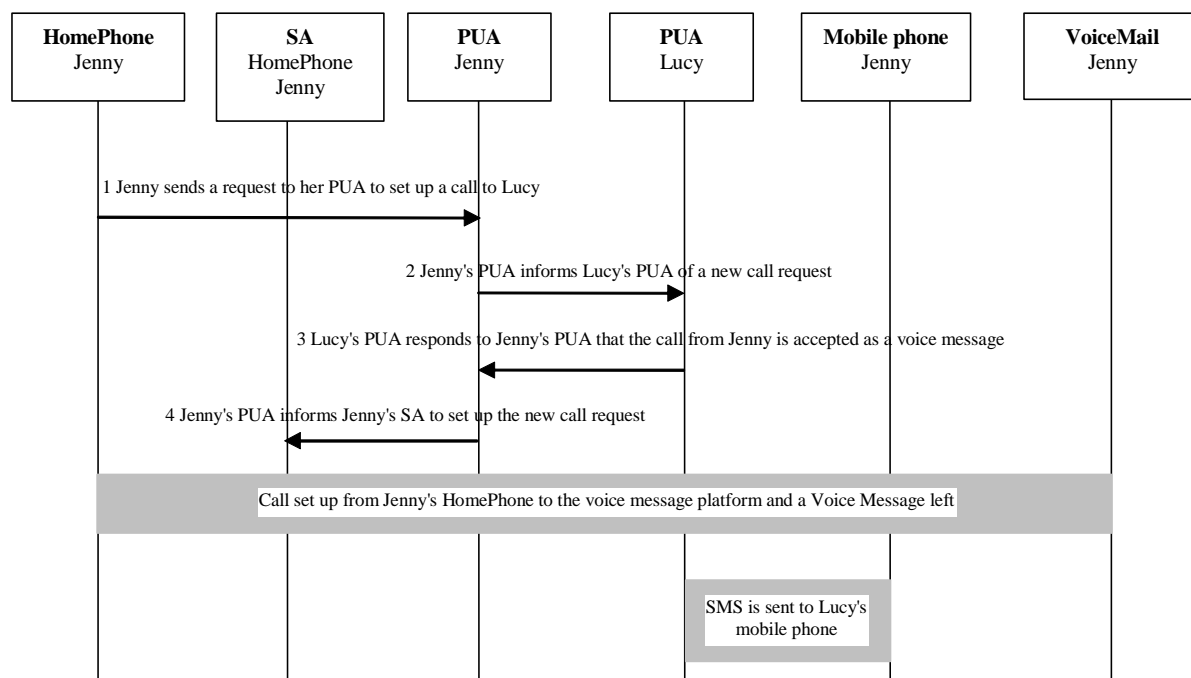 HomePhone
Jenny
SA
HomePhone
Jenny
PUA
Jenny
PUA
Lucy
Mobile phone
Jenny
VoiceMail
Jenny
1 Jenny sends a request to her PUA to set up a call to Lucy
2 Jenny's PUA informs Lucy's PUA of a new call request
3 Lucy's PUA responds to Jenny's PUA that the call from Jenny is accepted as a voice message
4 Jenny's PUA informs Jenny's SA to set up the new call request
Call set up from Jenny's HomePhone to the voice message platform and a Voice Message left
SMS is sent to Lucy's
mobile phone